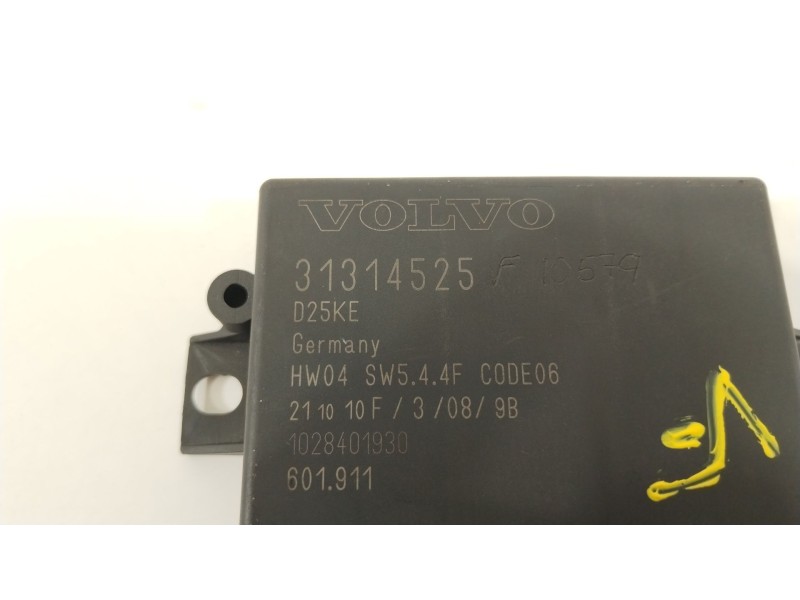 VOLVO
31314525
D25KE
Germany
HW04 SW5.4.4F CODE06
21 10 10 F / 3 / 08 / 9B
1028401930
601.911